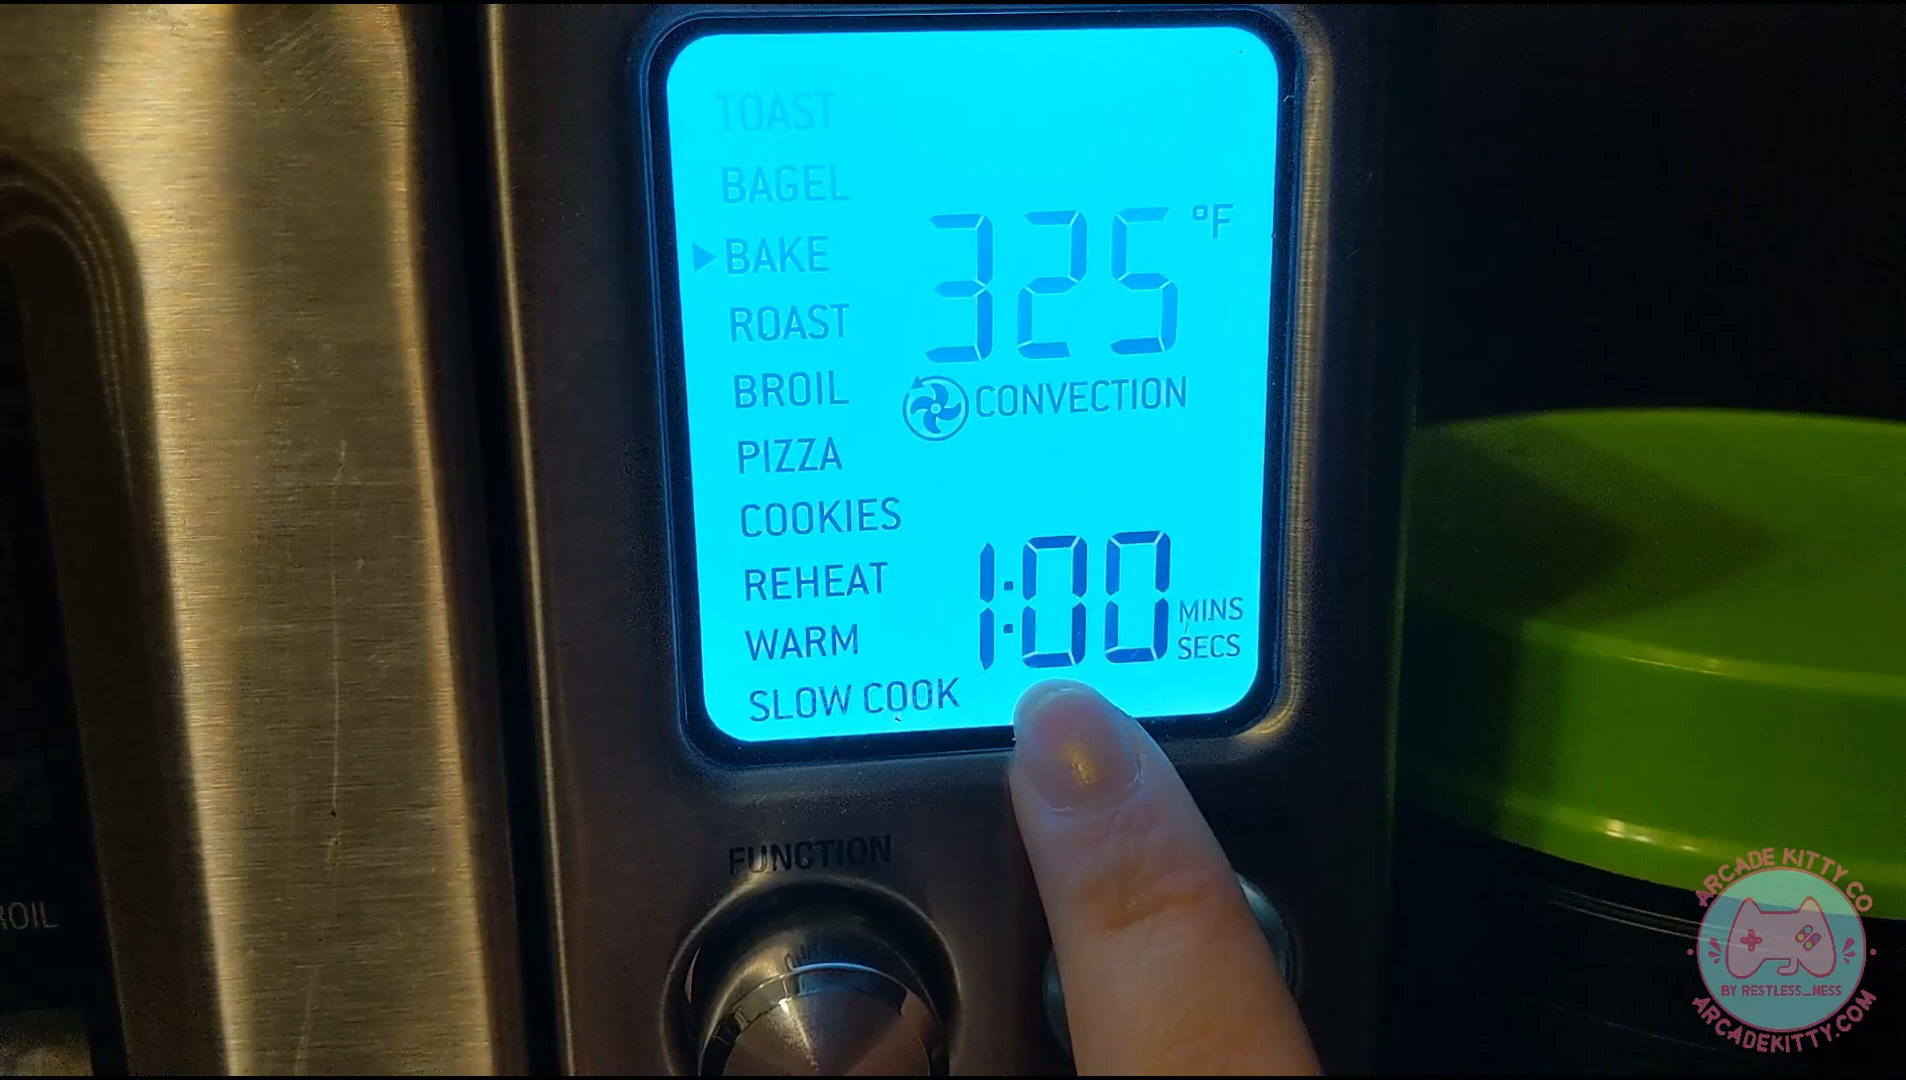 TOAST
BAGEL
BAKE
ROAST
BROIL
PIZZA
COOKIES
REHEAT
WARM
SLOW COOK
325 °F
CONVECTION
1:00 MINS
SECS
FUNCTION
ROIL
ARCADE KITTY CO
BY RESTLESS_NESS
ARCADEKITTY.COM